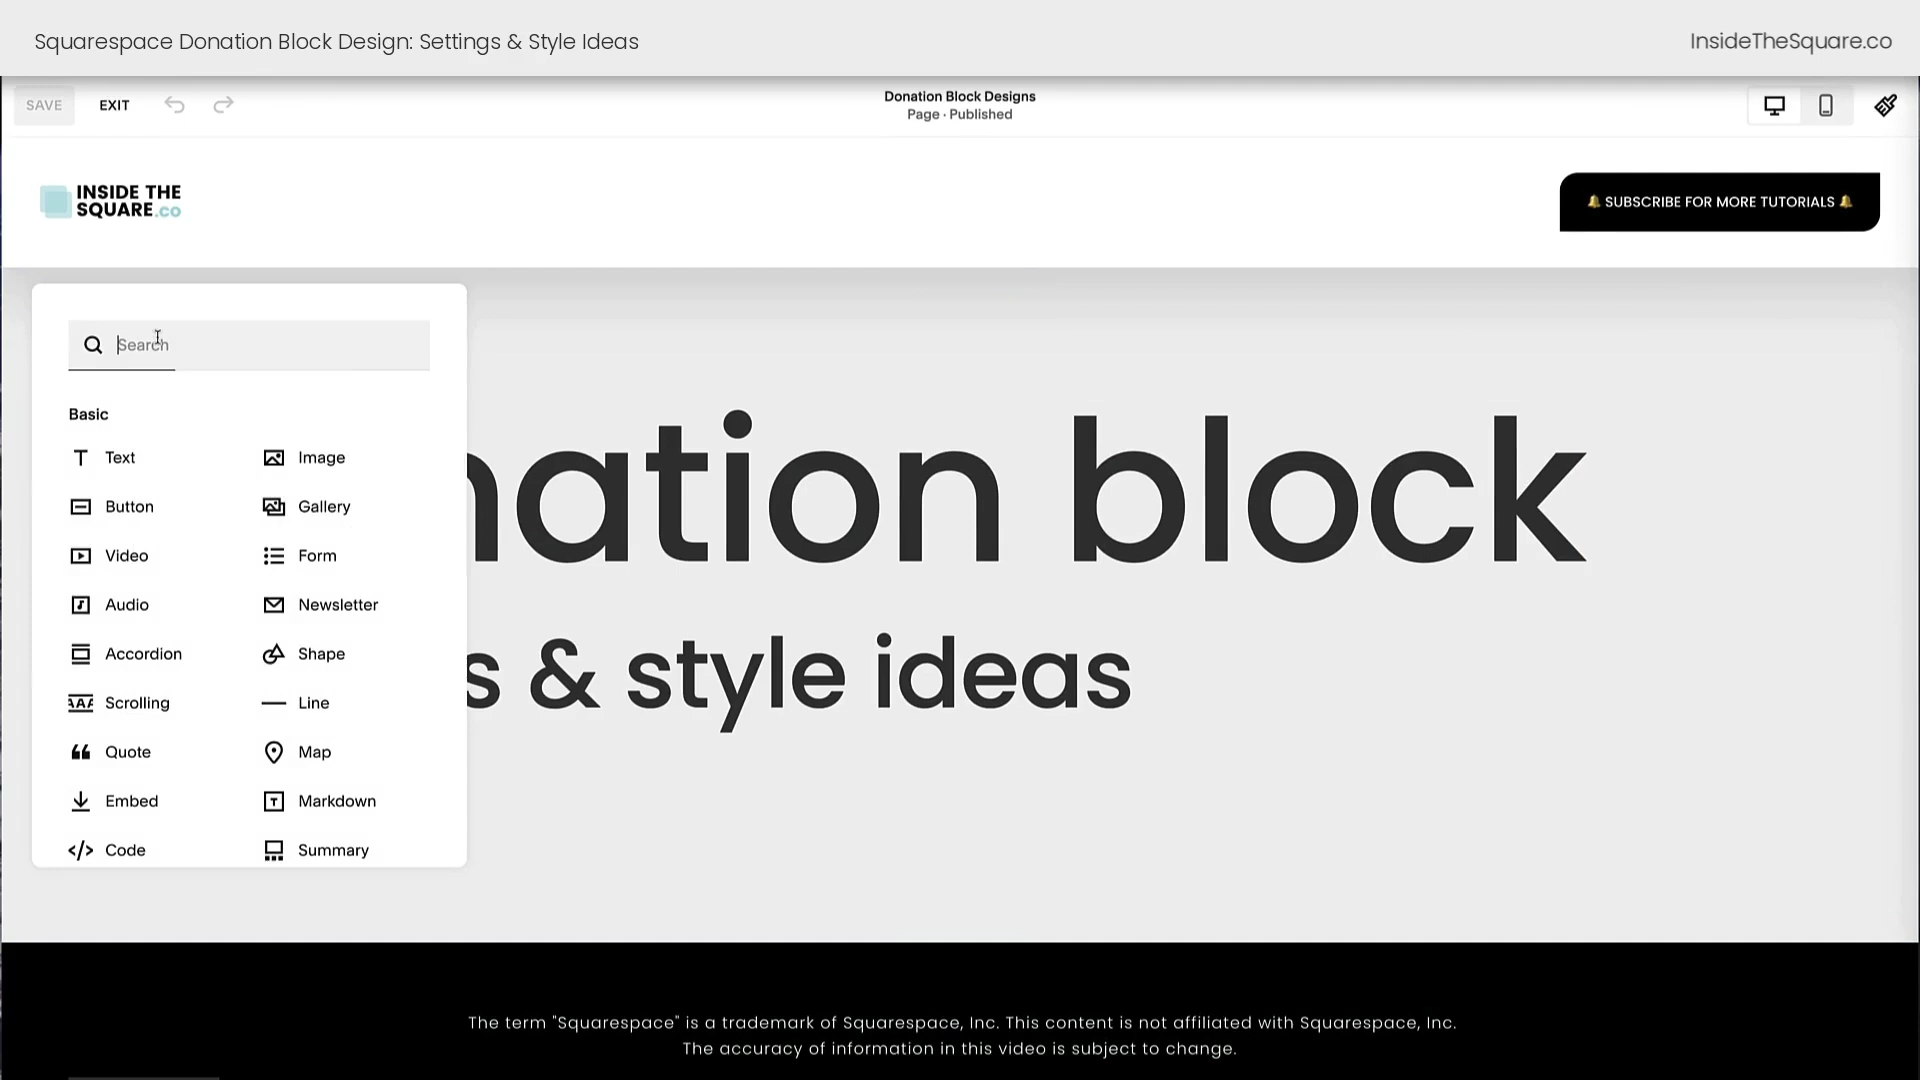 Squarespace Donation Block Design: Settings & Style Ideas
InsideTheSquare.co
SAVE
EXIT
Donation Block Designs
Page · Published
INSIDE THE
SQUARE.co
🔔 SUBSCRIBE FOR MORE TUTORIALS 🔔
Search
Basic
Text
Image
Button
Gallery
Video
Form
Audio
Newsletter
Accordion
Shape
Scrolling
Line
Quote
Map
Embed
Markdown
Code
Summary
nation block
s & style ideas
The term "Squarespace" is a trademark of Squarespace, Inc. This content is not affiliated with Squarespace, Inc.
The accuracy of information in this video is subject to change.